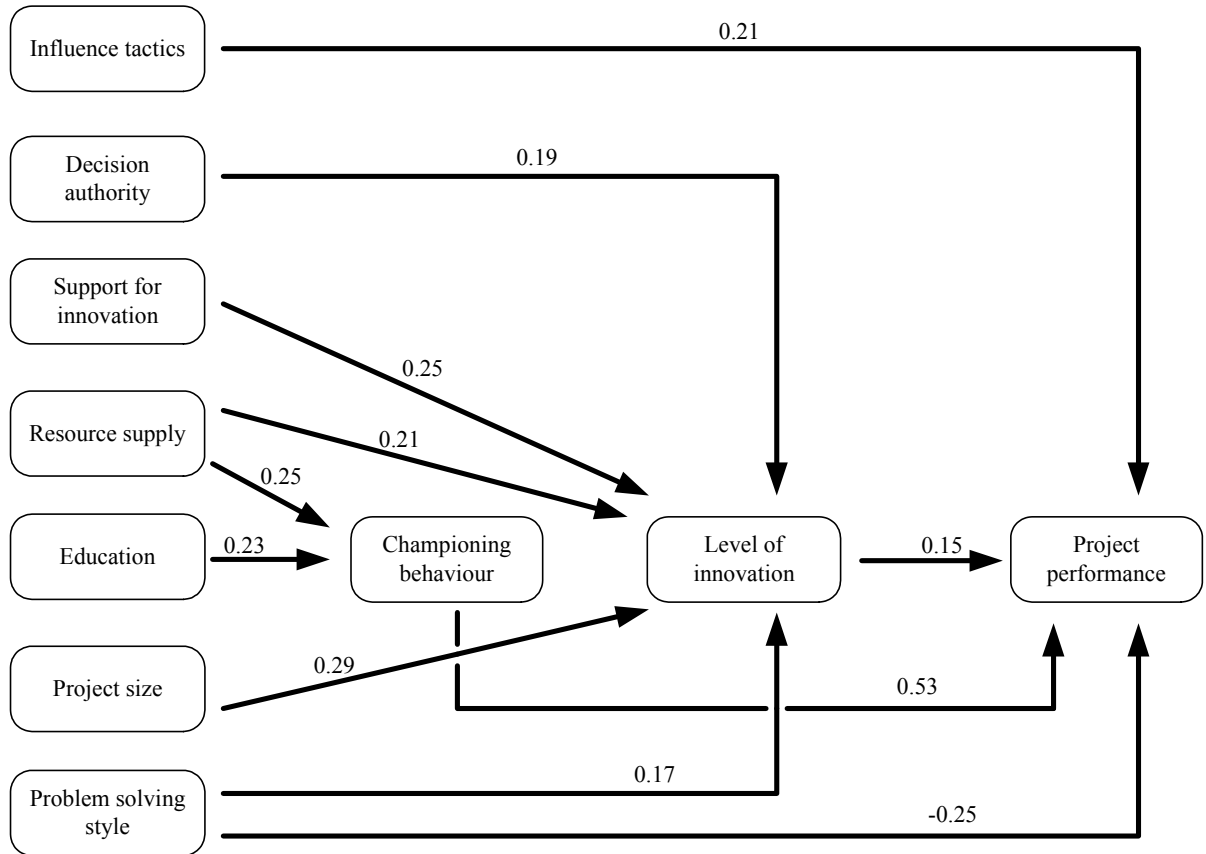 Influence tactics
0.21
Decision
authority
0.19
Support for
innovation
0.25
Resource supply
0.21
0.25
Education
0.23
Championing
behaviour
Level of
innovation
0.15
Project
performance
Project size
0.29
0.53
Problem solving
style
0.17
-0.25